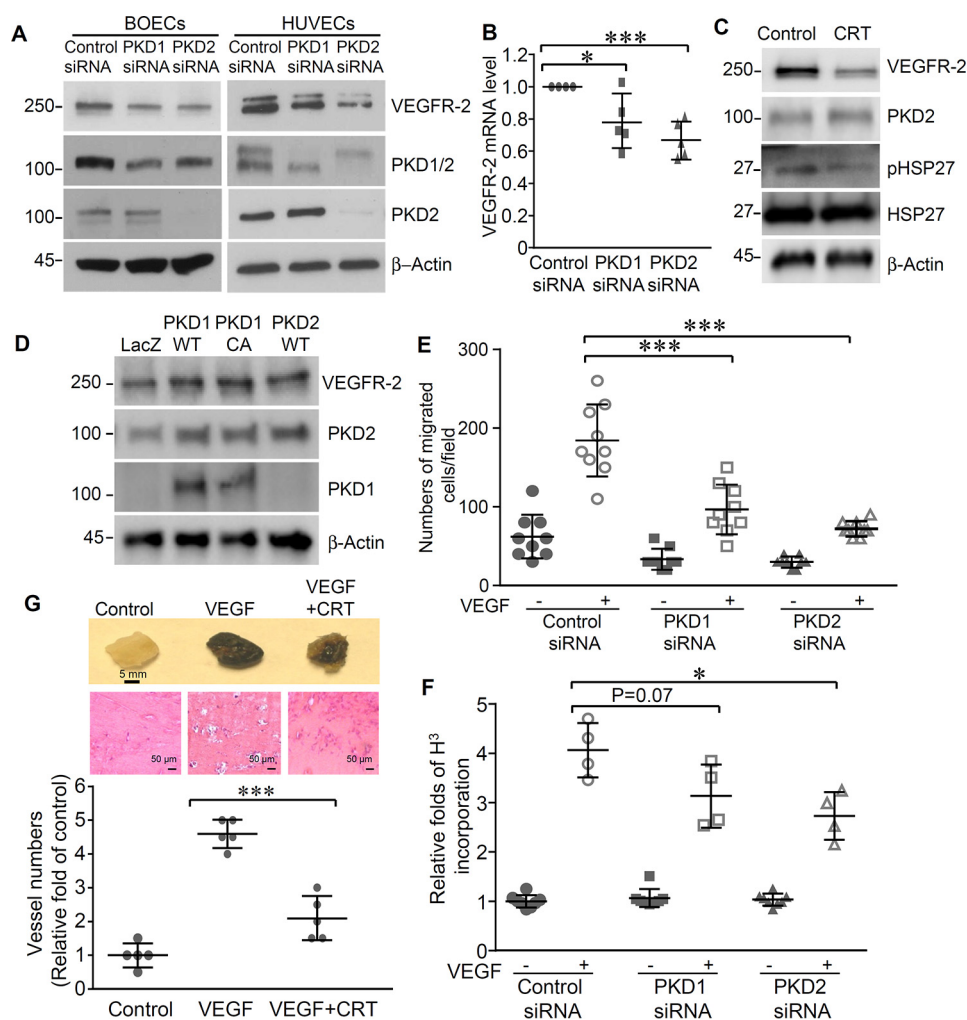 A
BOECs
HUVECs
Control PKD1 PKD2
siRNA siRNA siRNA
Control PKD1 PKD2
siRNA siRNA siRNA
250
VEGFR-2
100
PKD1/2
100
PKD2
45
β–Actin
B
***
*
VEGFR-2 mRNA level
1.2
1.0
0.8
0.6
0.4
1.2
0
Control PKD1 PKD2
siRNA siRNA siRNA
C
Control CRT
250
VEGFR-2
100
PKD2
27
pHSP27
27
HSP27
45
β-Actin
D
LacZ
PKD1
WT
PKD1
CA
PKD2
WT
250
VEGFR-2
100
PKD2
100
PKD1
45
β-Actin
E
***
***
Numbers of migrated
cells/field
300
200
100
0
VEGF - + - + - +
Control PKD1 PKD2
siRNA siRNA siRNA
G
Control
VEGF
VEGF
+CRT
5 mm
50 µm
50 µm
50 µm
***
Vessel numbers
(Relative fold of control)
6
5
4
3
2
1
0
Control VEGF VEGF+CRT
F
*
P=0.07
Relative folds of H³
incorporation
5
4
3
2
1
0
VEGF - + - + - +
Control PKD1 PKD2
siRNA siRNA siRNA